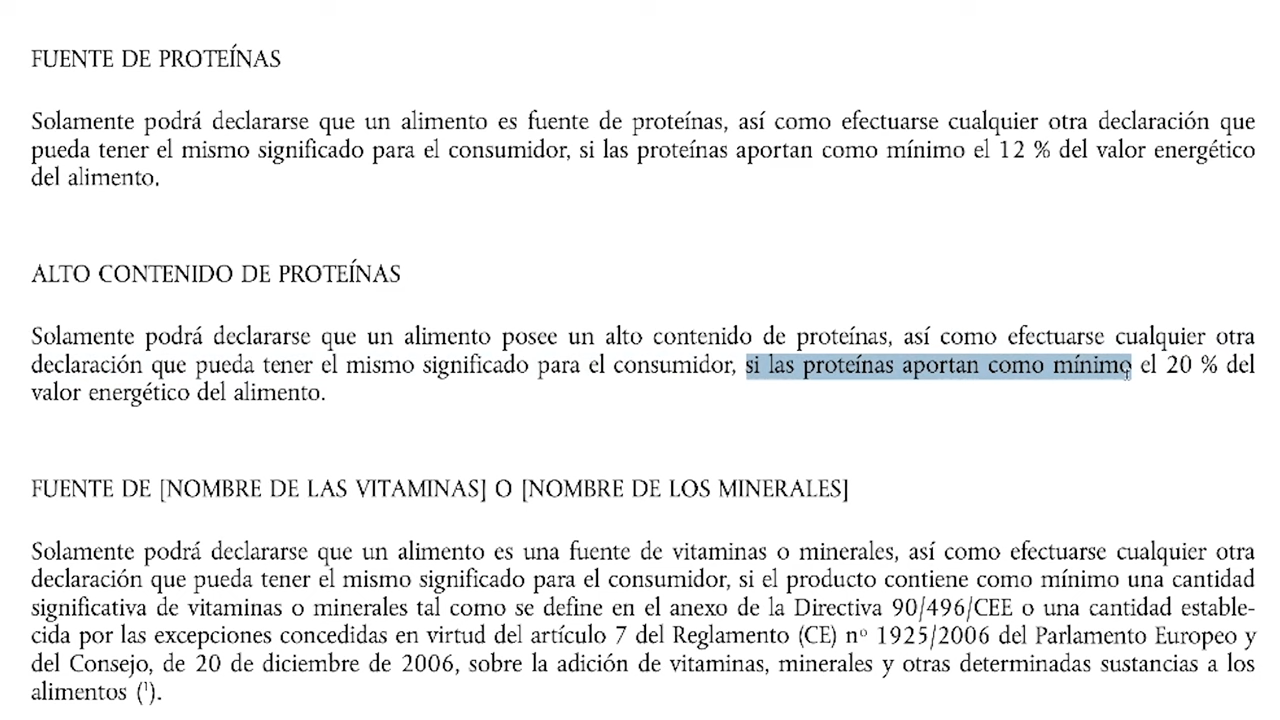 FUENTE DE PROTEÍNAS
Solamente podrá declararse que un alimento es fuente de proteínas, así como efectuarse cualquier otra declaración que
pueda tener el mismo significado para el consumidor, si las proteínas aportan como mínimo el 12 % del valor energético
del alimento.
ALTO CONTENIDO DE PROTEÍNAS
Solamente podrá declararse que un alimento posee un alto contenido de proteínas, así como efectuarse cualquier otra
declaración que pueda tener el mismo significado para el consumidor, si las proteínas aportan como mínimo el 20 % del
valor energético del alimento.
FUENTE DE [NOMBRE DE LAS VITAMINAS] O [NOMBRE DE LOS MINERALES]
Solamente podrá declararse que un alimento es una fuente de vitaminas o minerales, así como efectuarse cualquier otra
declaración que pueda tener el mismo significado para el consumidor, si el producto contiene como mínimo una cantidad
significativa de vitaminas o minerales tal como se define en el anexo de la Directiva 90/496/CEE o una cantidad estable-
cida por las excepciones concedidas en virtud del artículo 7 del Reglamento (CE) nº 1925/2006 del Parlamento Europeo y
del Consejo, de 20 de diciembre de 2006, sobre la adición de vitaminas, minerales y otras determinadas sustancias a los
alimentos (¹).